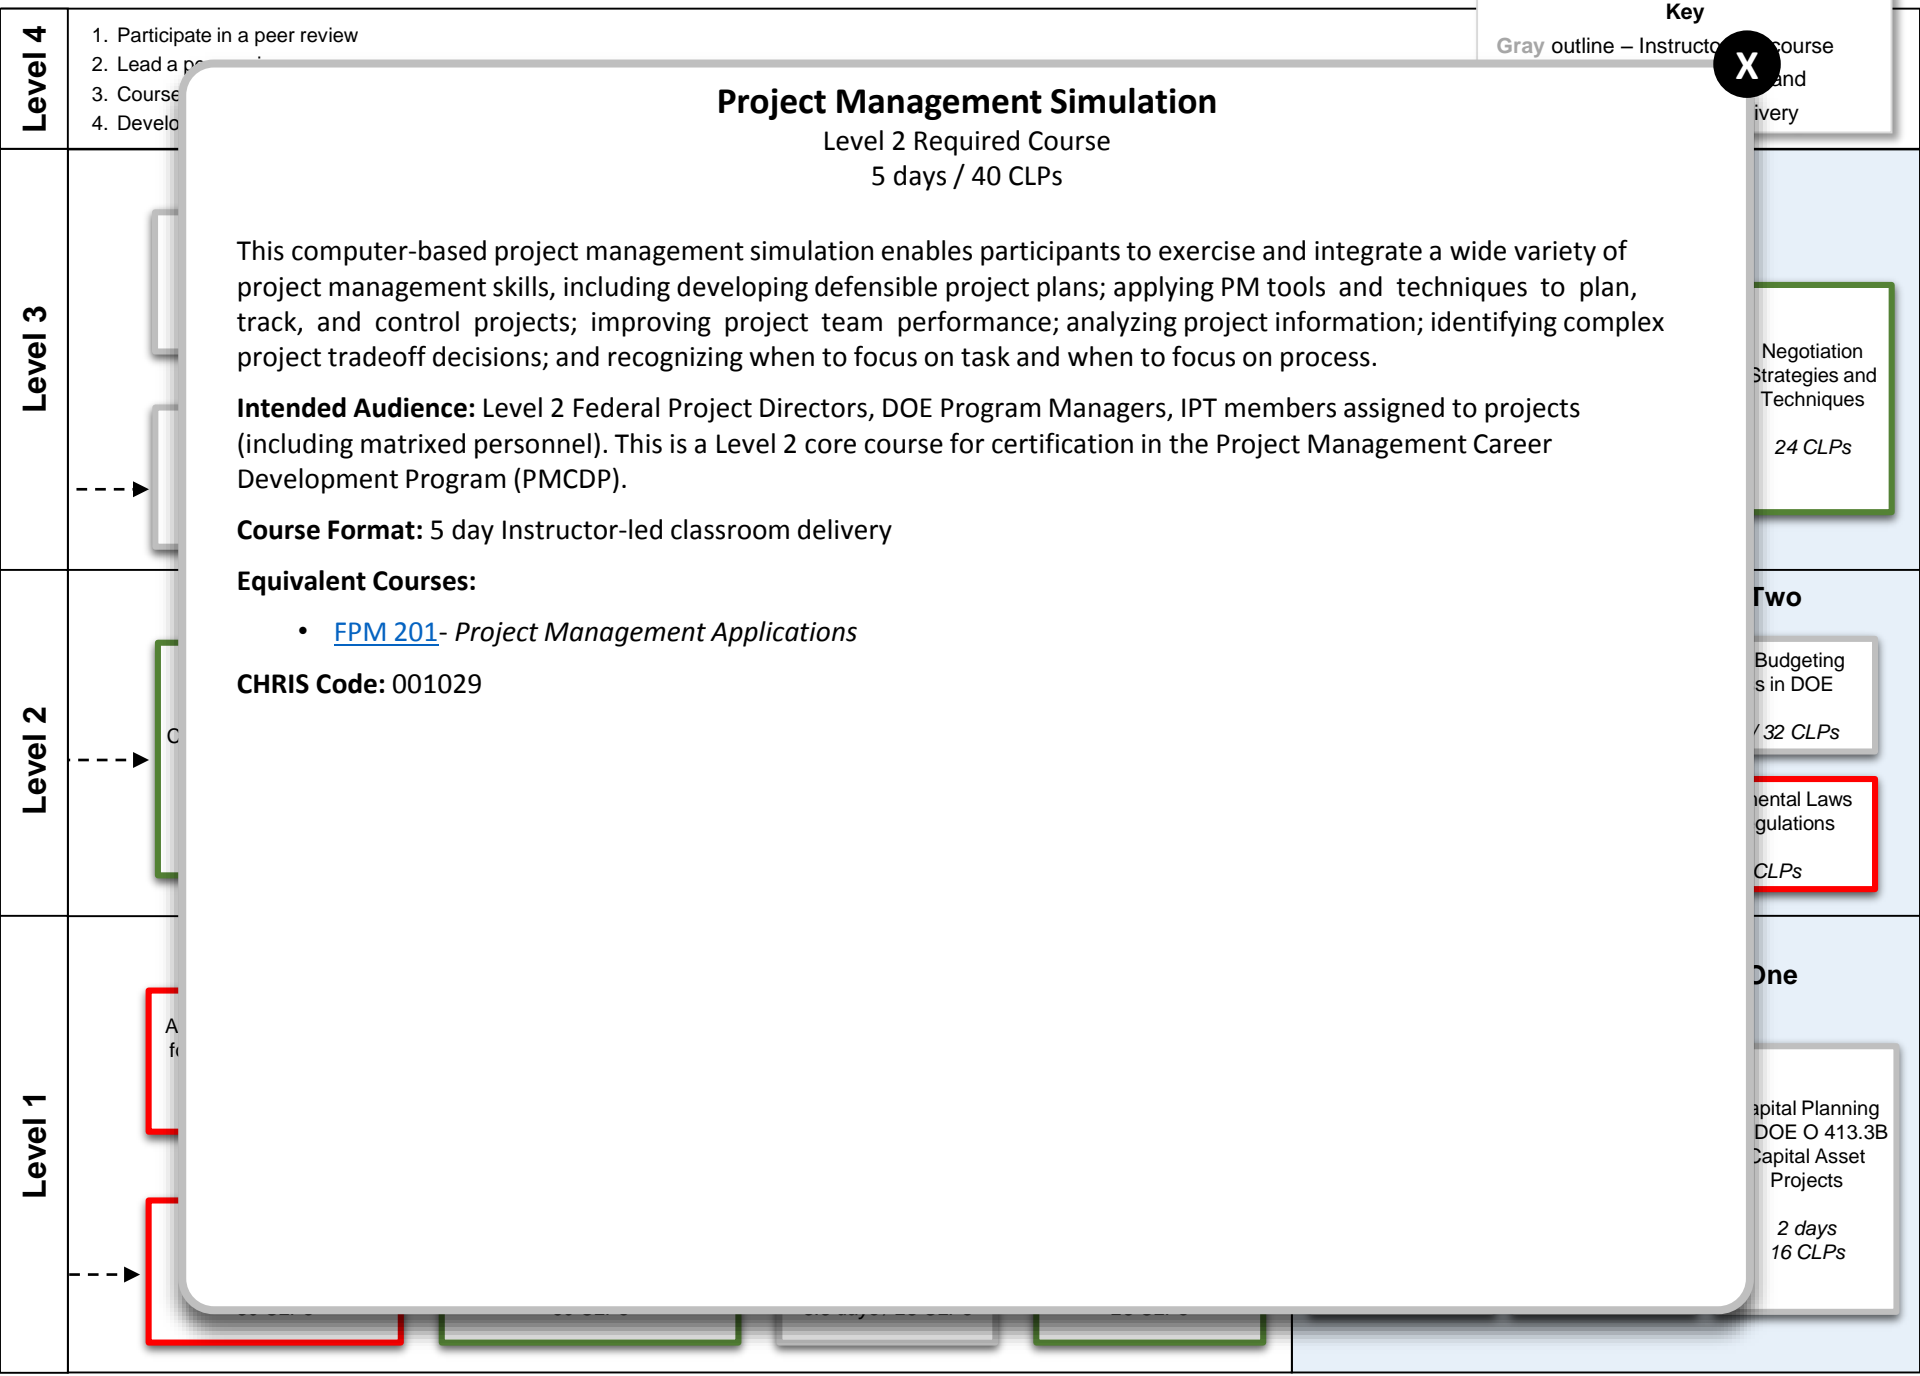 Key
Gray outline – Instructo course
and
ivery
Level 4
1. Participate in a peer review
2. Lead a
3. Course
4. Develo
X
Project Management Simulation
Level 2 Required Course
5 days / 40 CLPs
This computer-based project management simulation enables participants to exercise and integrate a wide variety of
project management skills, including developing defensible project plans; applying PM tools and techniques to plan,
track, and control projects; improving project team performance; analyzing project information; identifying complex
project tradeoff decisions; and recognizing when to focus on task and when to focus on process.
Intended Audience: Level 2 Federal Project Directors, DOE Program Managers, IPT members assigned to projects
(including matrixed personnel). This is a Level 2 core course for certification in the Project Management Career
Development Program (PMCDP).
Course Format: 5 day Instructor-led classroom delivery
Equivalent Courses:
• FPM 201- Project Management Applications
CHRIS Code: 001029
Level 3
Negotiation
Strategies and
Techniques
24 CLPs
Level 2
Two
Budgeting
s in DOE
/ 32 CLPs
mental Laws
gulations
CLPs
Level 1
One
apital Planning
DOE O 413.3B
Capital Asset
Projects
2 days
16 CLPs